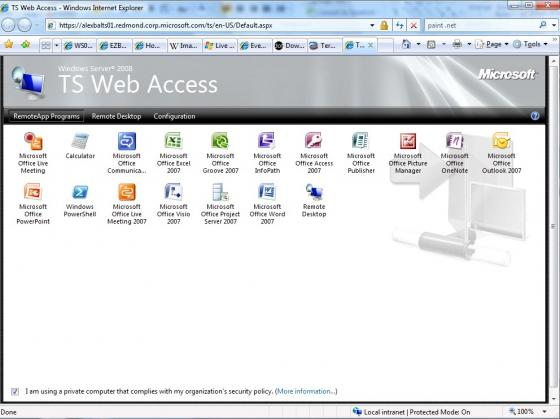 TS Web Access - Windows Internet Explorer
https://alexbalts01.redmond.corp.microsoft.com/ts/en-US/Default.aspx
paint .net
WS0...
EZB...
Ho...
Ima...
Live ...
Eve...
Dow...
Ter...
T...
Page
Tools
Windows Server® 2008
TS Web Access
Microsoft
RemoteApp Programs
Remote Desktop
Configuration
Microsoft Office Live Meeting
Calculator
Microsoft Office Communica...
Microsoft Office Excel 2007
Microsoft Office Groove 2007
Microsoft Office InfoPath
Microsoft Office Access 2007
Microsoft Office Publisher
Microsoft Office Picture Manager
Microsoft Office OneNote
Microsoft Office Outlook 2007
Microsoft Office PowerPoint
Windows PowerShell
Microsoft Office Live Meeting 2007
Microsoft Office Visio 2007
Microsoft Office Project Server 2007
Microsoft Office Word 2007
Remote Desktop
I am using a private computer that complies with my organization's security policy. (More information...)
Done
Local intranet | Protected Mode: On
100%